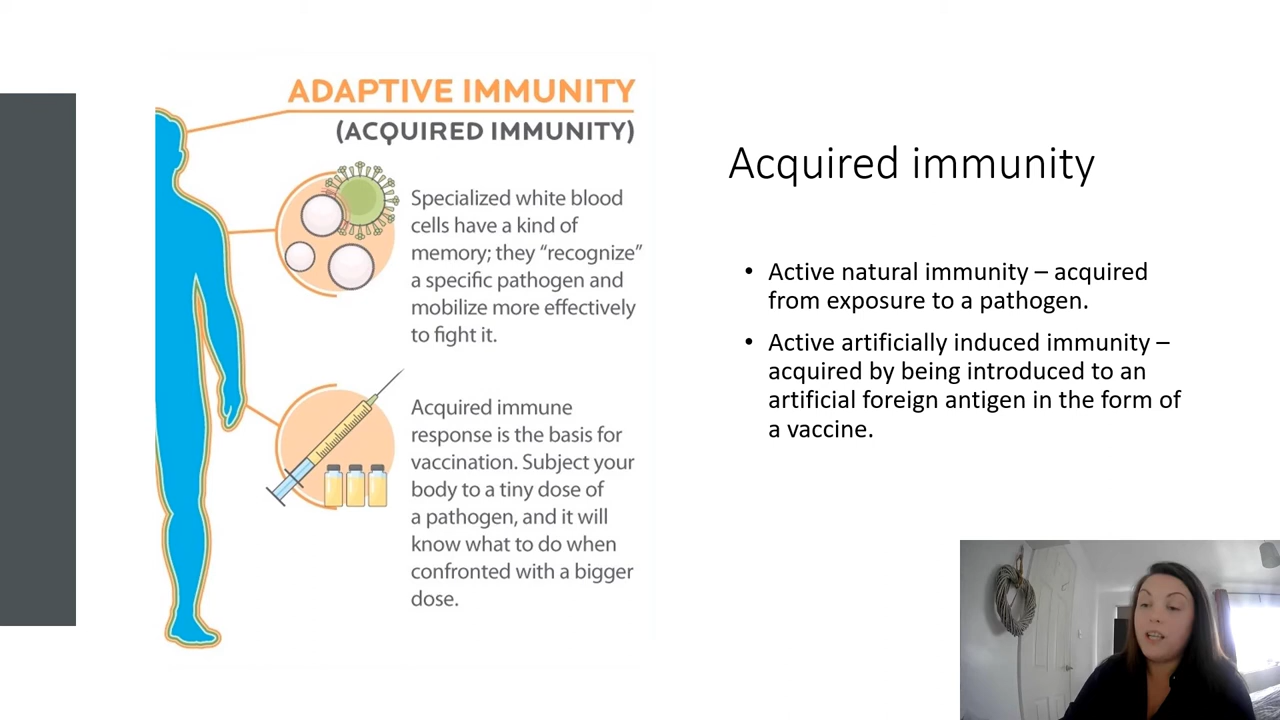 ADAPTIVE IMMUNITY
(ACQUIRED IMMUNITY)
Specialized white blood
cells have a kind of
memory; they “recognize”
a specific pathogen and
mobilize more effectively
to fight it.
Acquired immune
response is the basis for
vaccination. Subject your
body to a tiny dose of
a pathogen, and it will
know what to do when
confronted with a bigger
dose.
Acquired immunity
• Active natural immunity – acquired
from exposure to a pathogen.
• Active artificially induced immunity –
acquired by being introduced to an
artificial foreign antigen in the form of
a vaccine.